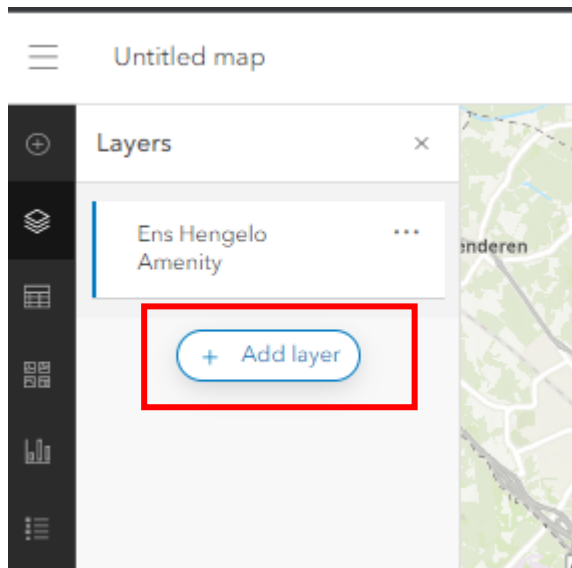 Untitled map
Layers
Ens Hengelo
Amenity
enderen
+ Add layer